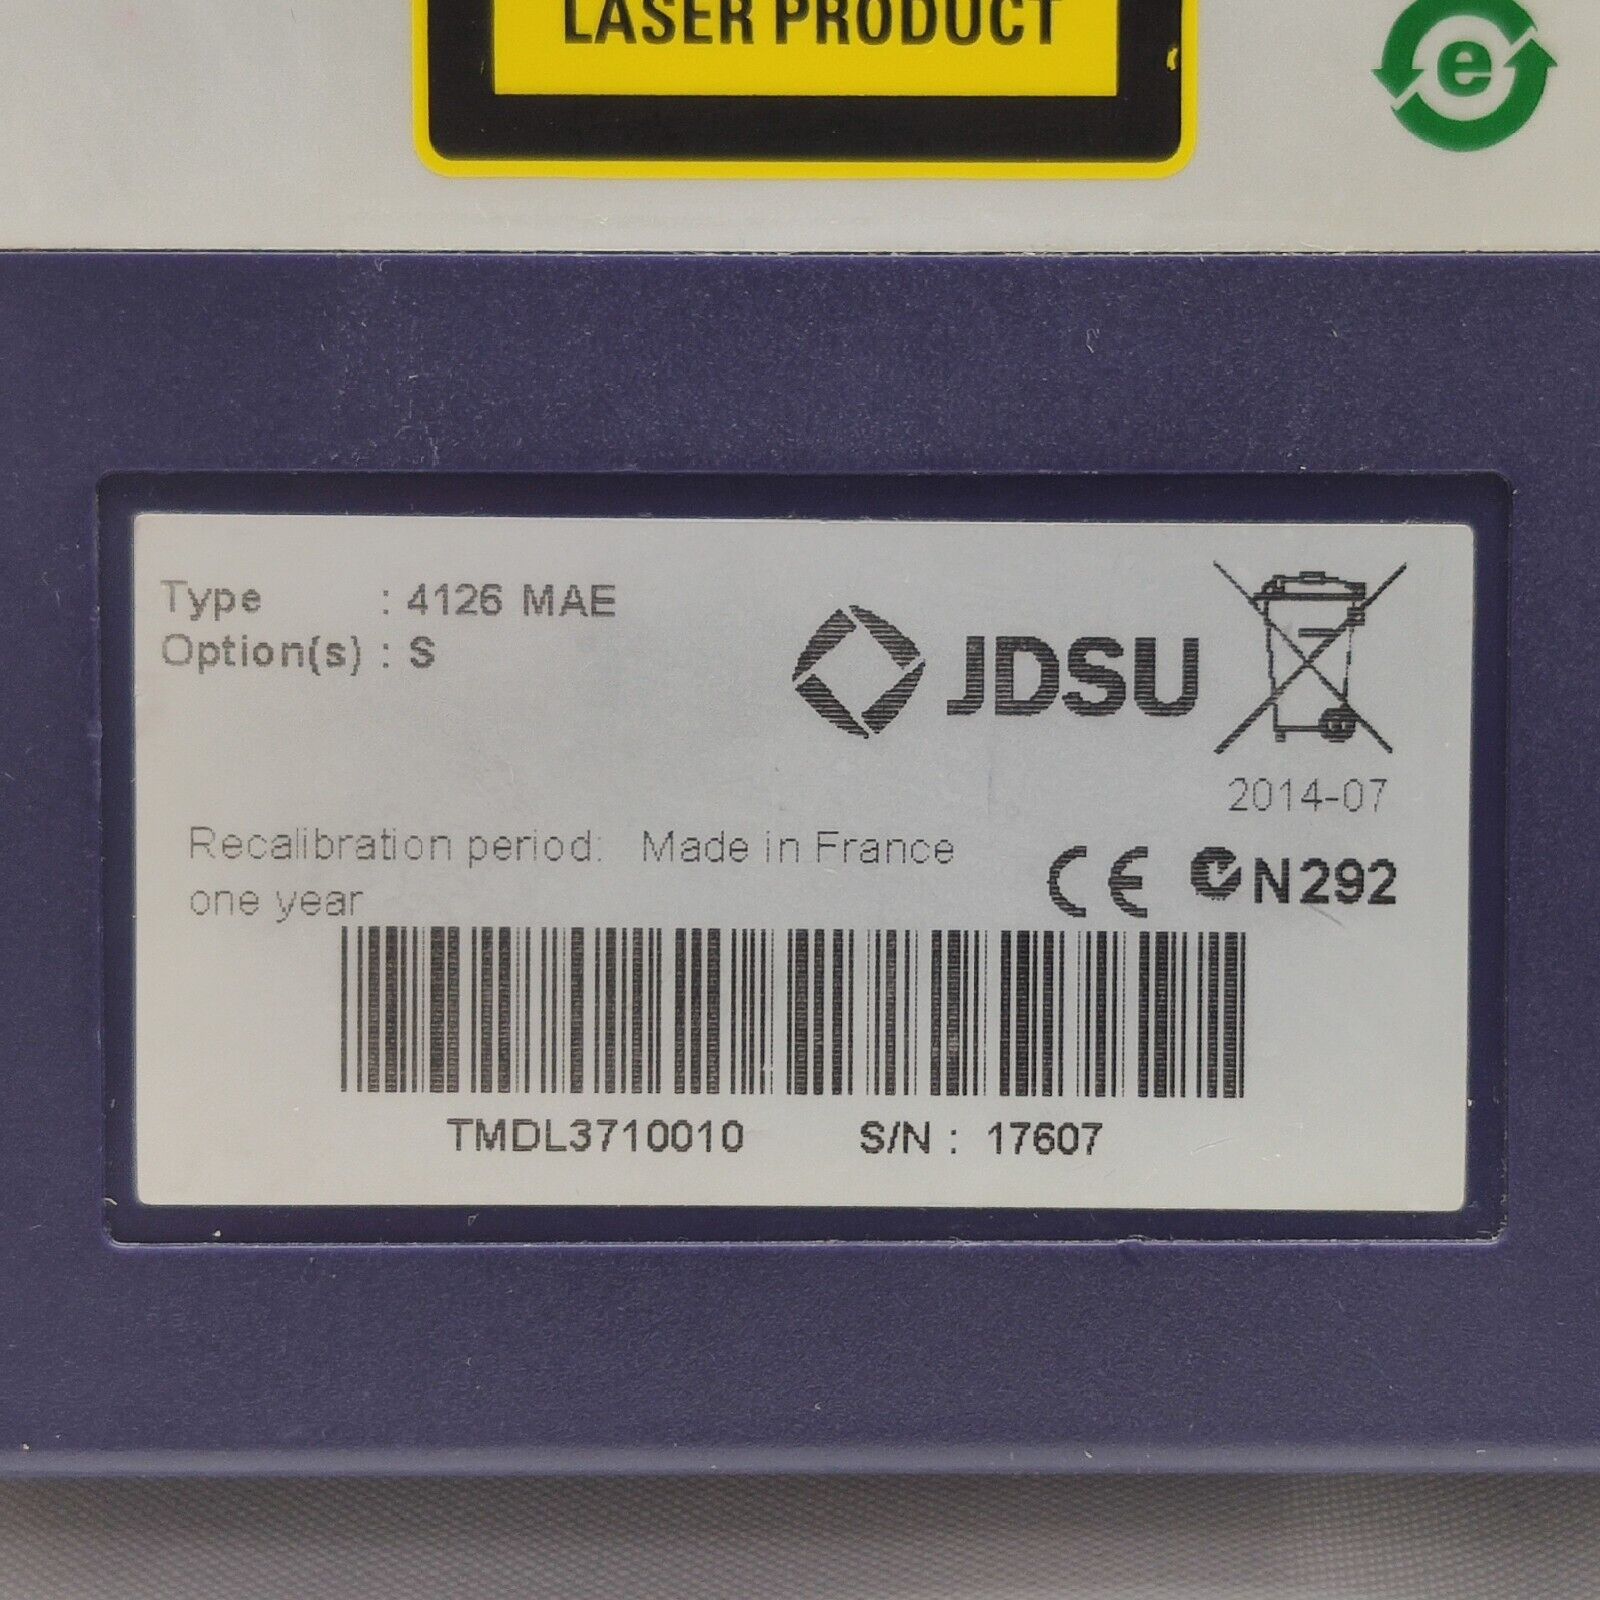 LASER PRODUCT
e
Type : 4126 MAE
Option(s) : S
JDSU
2014-07
Recalibration period: Made in France
one year
CE N292
TMDL3710010 S/N : 17607